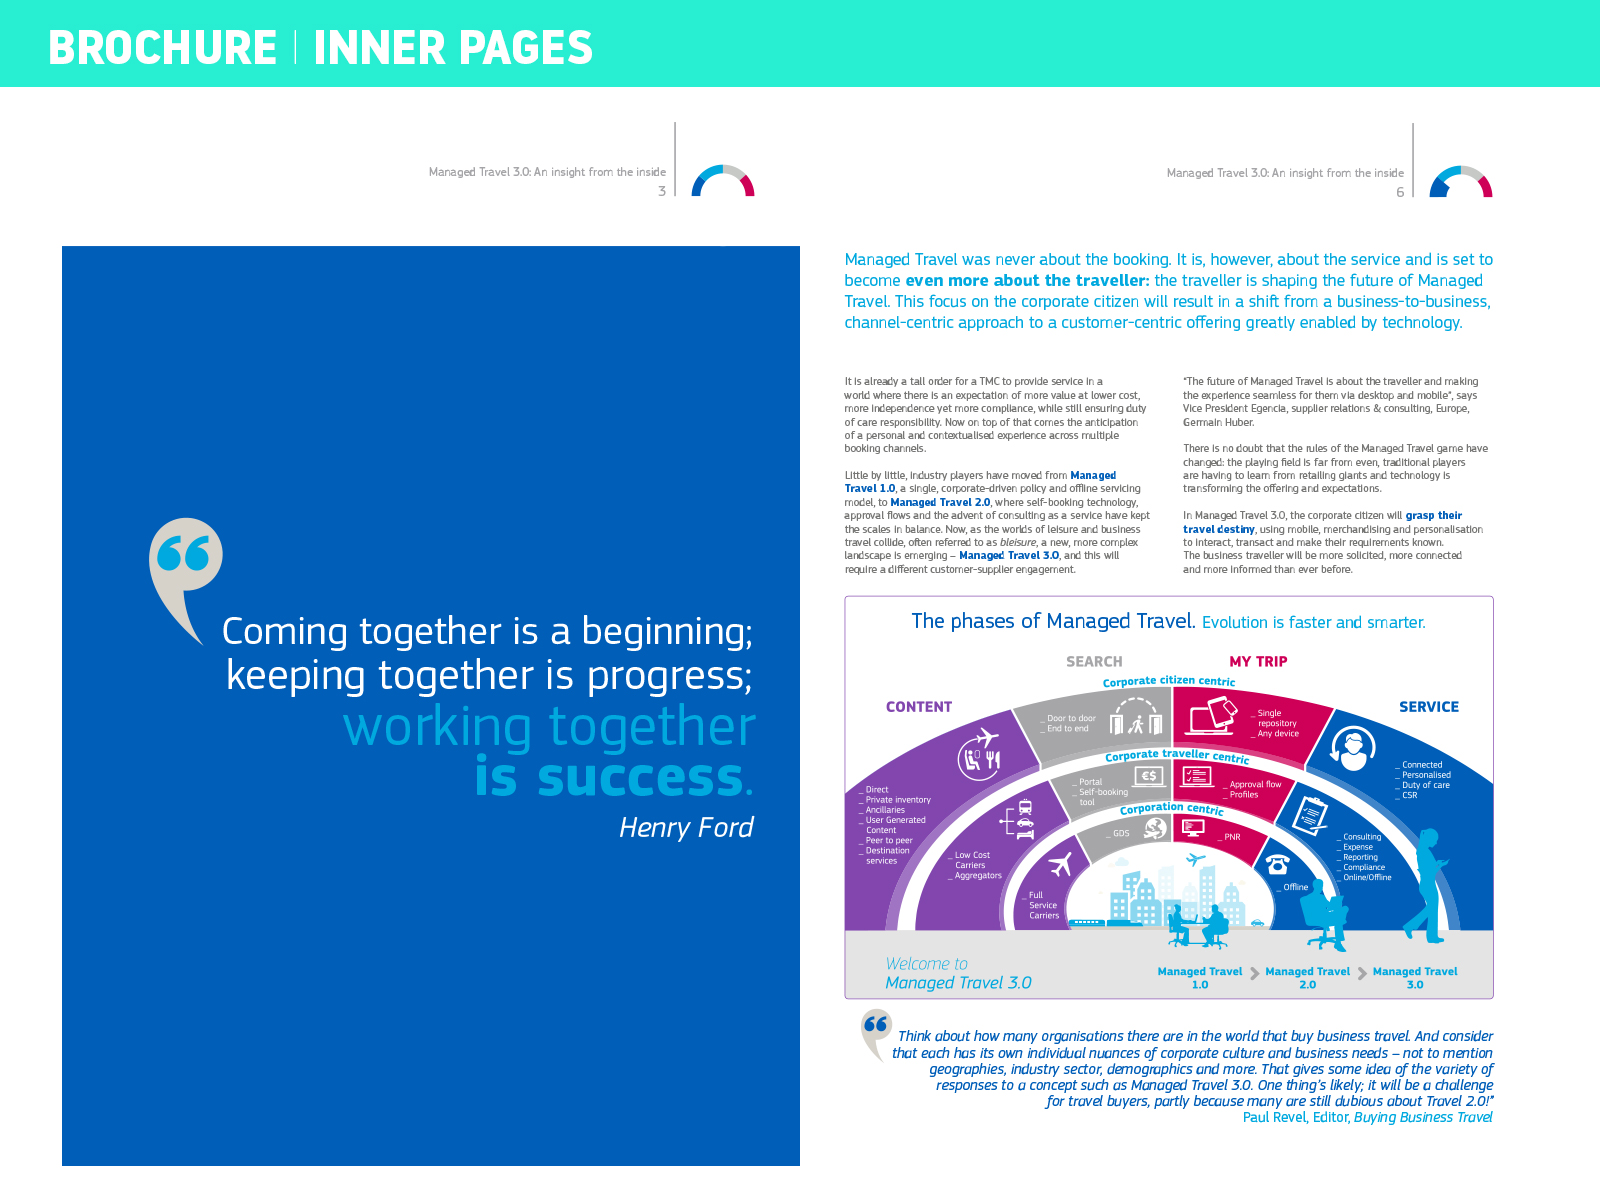 BROCHURE | INNER PAGES
Managed Travel 3.0: An insight from the inside
3
Managed Travel 3.0: An insight from the inside
6
“
Coming together is a beginning;
keeping together is progress;
working together
is success.
Henry Ford
Managed Travel was never about the booking. It is, however, about the service and is set to
become even more about the traveller: the traveller is shaping the future of Managed
Travel. This focus on the corporate citizen will result in a shift from a business-to-business,
channel-centric approach to a customer-centric offering greatly enabled by technology.
It is already a tall order for a TMC to provide service in a
world where there is an expectation of more value at lower cost,
more independence yet more compliance, while still ensuring duty
of care responsibility. Now on top of that comes the anticipation
of a personal and contextualised experience across multiple
booking channels.
Little by little, industry players have moved from Managed
Travel 1.0, a single, corporate-driven policy and offline servicing
model, to Managed Travel 2.0, where self-booking technology,
approval flows and the advent of consulting as a service have kept
the scales in balance. Now, as the worlds of leisure and business
travel collide, often referred to as bleisure, a new, more complex
landscape is emerging – Managed Travel 3.0, and this will
require a different customer-supplier engagement.
“The future of Managed Travel is about the traveller and making
the experience seamless for them via desktop and mobile”, says
Vice President Egencia, supplier relations & consulting, Europe,
Germain Huber.
There is no doubt that the rules of the Managed Travel game have
changed: the playing field is far from even, traditional players
are having to learn from retailing giants and technology is
transforming the offering and expectations.
In Managed Travel 3.0, the corporate citizen will grasp their
travel destiny, using mobile, merchandising and personalisation
to interact, transact and make their requirements known.
The business traveller will be more solicited, more connected
and more informed than ever before.
The phases of Managed Travel. Evolution is faster and smarter.
SEARCH
MY TRIP
CONTENT
SERVICE
Corporate citizen centric
_ Door to door
_ End to end
_ Single
repository
_ Any device
Corporate traveller centric
_ Portal
_ Self-booking
tool
€$
_ Approval flow
_ Profiles
Corporation centric
_ GDS
_ PNR
_ Direct
_ Private inventory
_ Ancillaries
_ User Generated
Content
_ Peer to peer
_ Destination
services
_ Low Cost
Carriers
_ Aggregators
_ Full
Service
Carriers
_ Offline
_ Consulting
_ Expense
_ Reporting
_ Compliance
_ Online/Offline
_ Connected
_ Personalised
_ Duty of care
_ CSR
Welcome to
Managed Travel 3.0
Managed Travel
1.0
Managed Travel
2.0
Managed Travel
3.0
“
Think about how many organisations there are in the world that buy business travel. And consider
that each has its own individual nuances of corporate culture and business needs – not to mention
geographies, industry sector, demographics and more. That gives some idea of the variety of
responses to a concept such as Managed Travel 3.0. One thing’s likely; it will be a challenge
for travel buyers, partly because many are still dubious about Travel 2.0!”
Paul Revel, Editor, Buying Business Travel